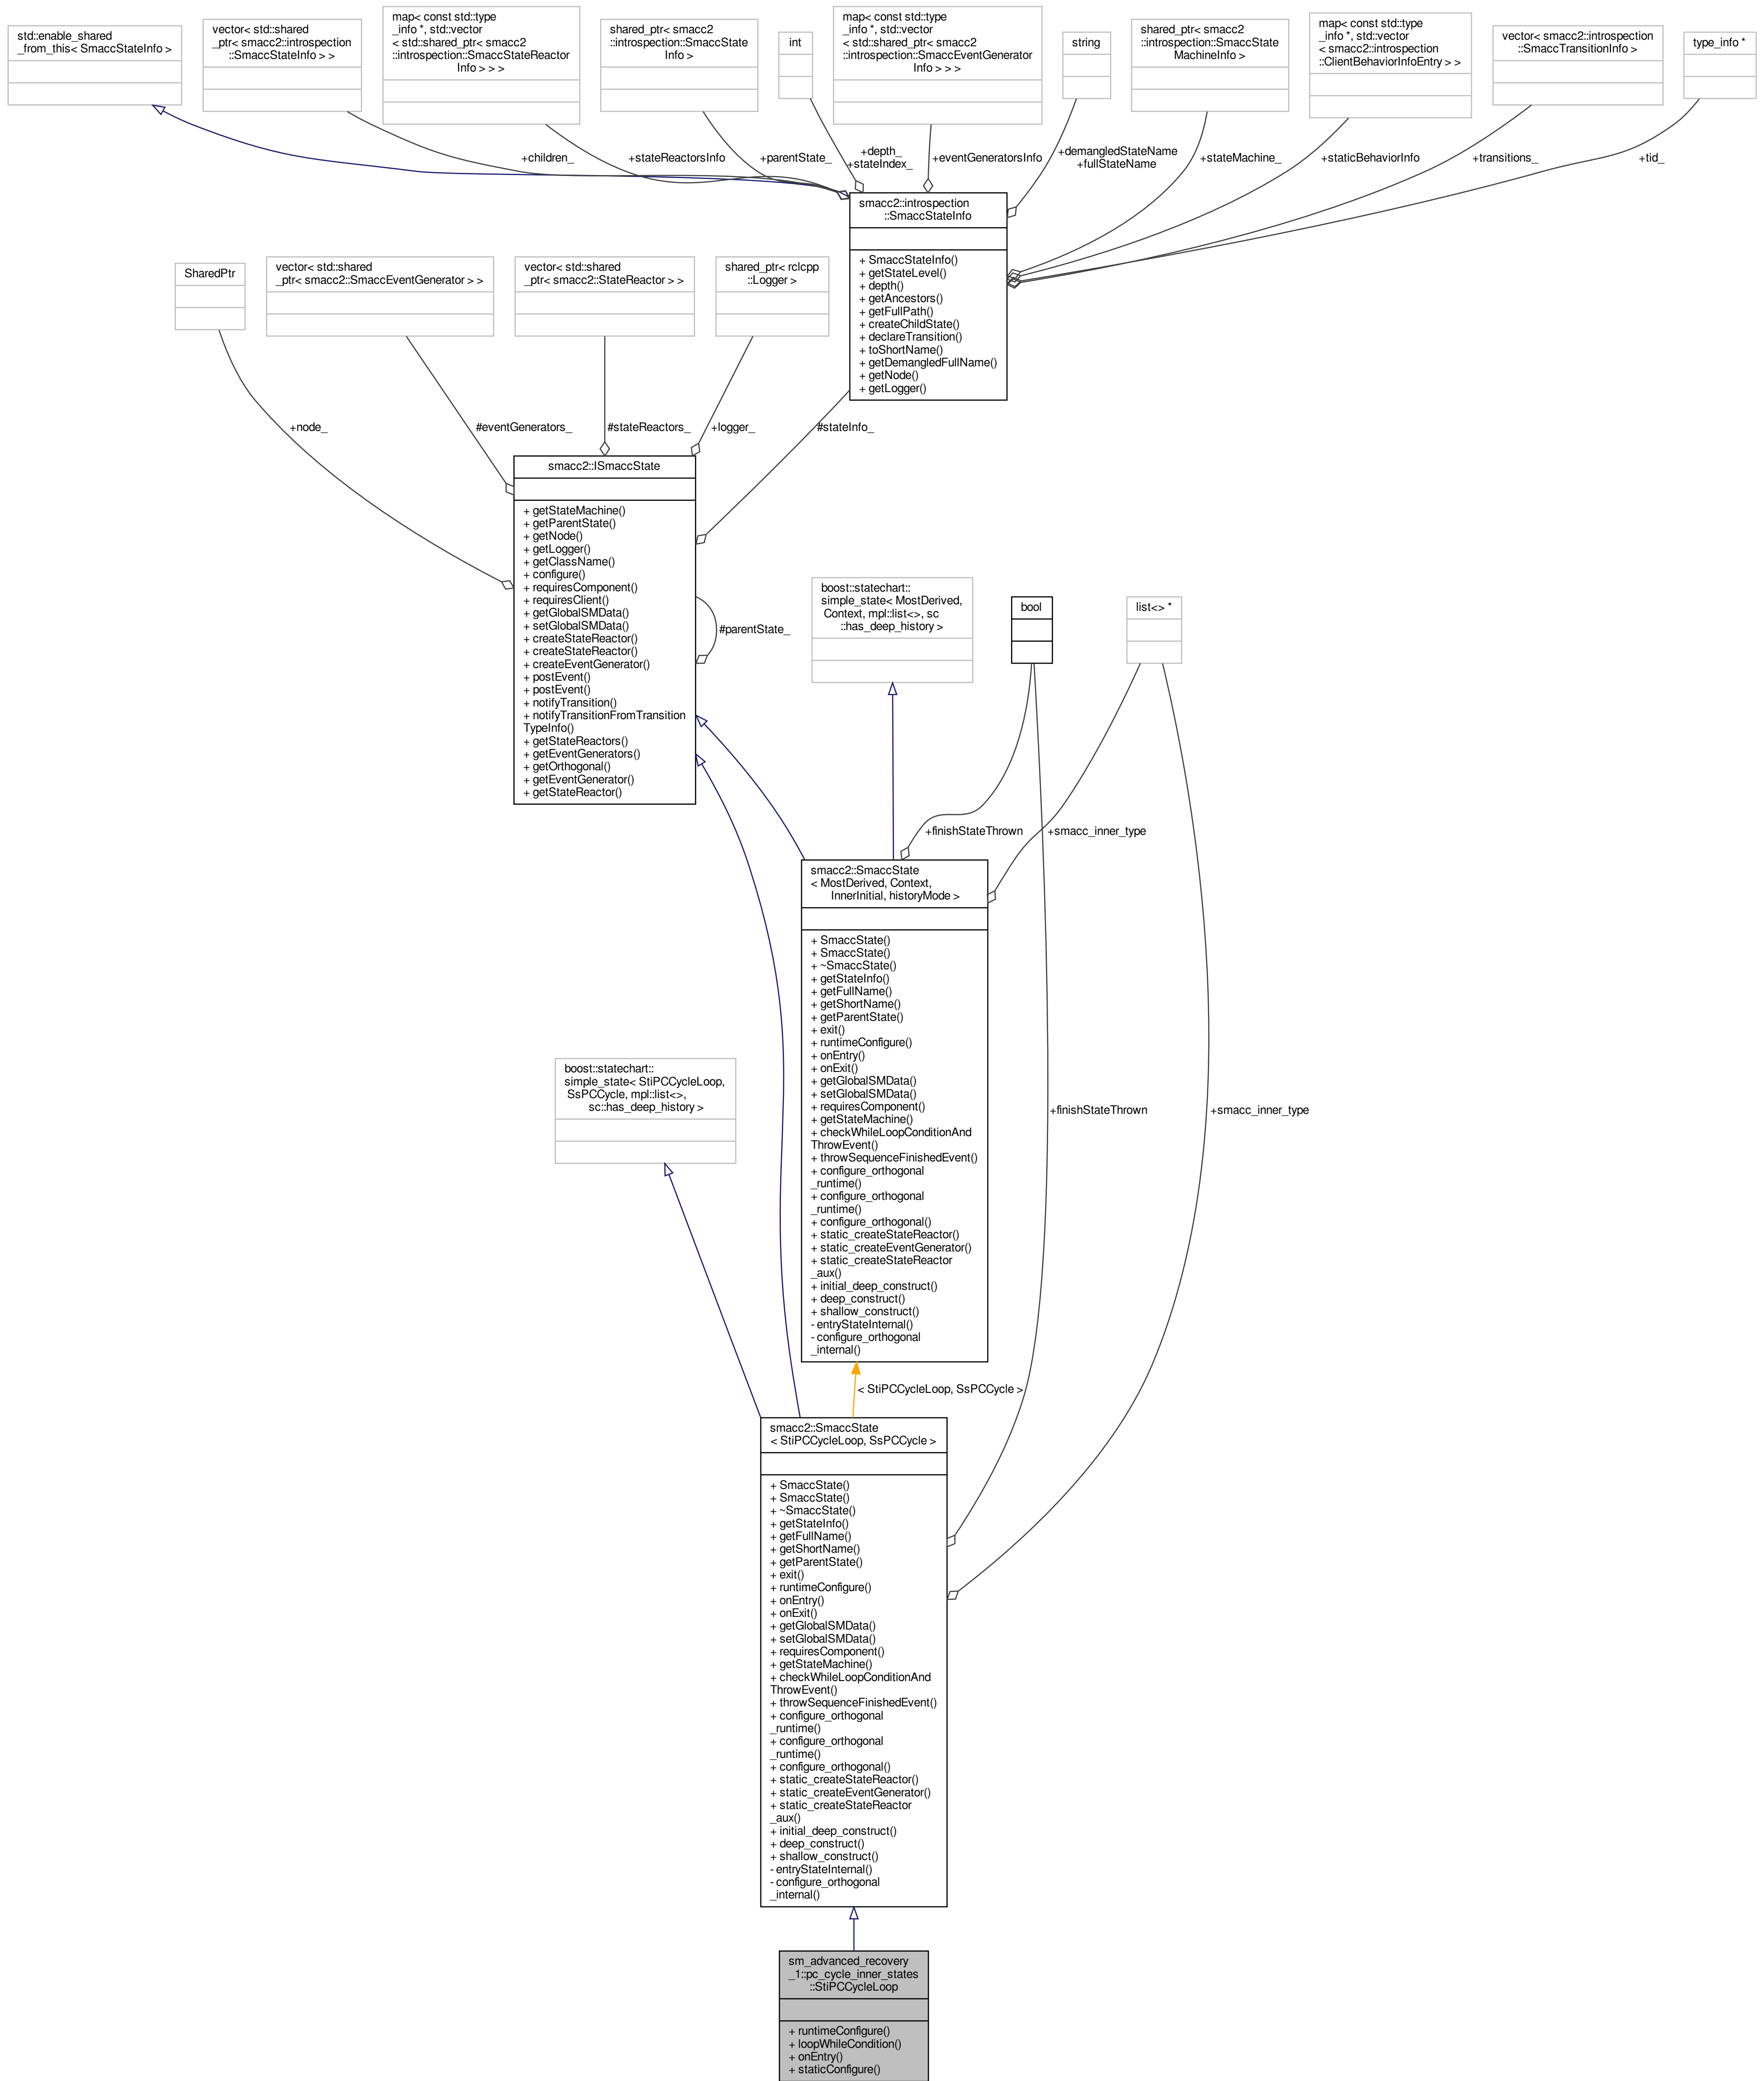 std::enable_shared
_from_this< SmaccStateInfo >
vector< std::shared
_ptr< smacc2::introspection
::SmaccStateInfo > >
map< const std::type
_info *, std::vector
< std::shared_ptr< smacc2
::introspection::SmaccStateReactor
Info > > >
shared_ptr< smacc2
::introspection::SmaccState
Info >
int
map< const std::type
_info *, std::vector
< std::shared_ptr< smacc2
::introspection::SmaccEventGenerator
Info > > >
string
shared_ptr< smacc2
::introspection::SmaccState
MachineInfo >
map< const std::type
_info *, std::vector
< smacc2::introspection
::ClientBehaviorInfoEntry > >
vector< smacc2::introspection
::SmaccTransitionInfo >
type_info *
+children_
+stateReactorsInfo
+parentState_
+depth_
+stateIndex_
+eventGeneratorsInfo
+demangledStateName
+fullStateName
+stateMachine_
+staticBehaviorInfo
+transitions_
+tid_
smacc2::introspection
::SmaccStateInfo
+ SmaccStateInfo()
+ getStateLevel()
+ depth()
+ getAncestors()
+ getFullPath()
+ createChildState()
+ declareTransition()
+ toShortName()
+ getDemangledFullName()
+ getNode()
+ getLogger()
SharedPtr
vector< std::shared
_ptr< smacc2::SmaccEventGenerator > >
vector< std::shared
_ptr< smacc2::StateReactor > >
shared_ptr< rclcpp
::Logger >
+node_
#eventGenerators_
#stateReactors_
+logger_
#stateInfo_
smacc2::ISmaccState
+ getStateMachine()
+ getParentState()
+ getNode()
+ getLogger()
+ getClassName()
+ configure()
+ requiresComponent()
+ requiresClient()
+ getGlobalSMData()
+ setGlobalSMData()
+ createStateReactor()
+ createStateReactor()
+ createEventGenerator()
+ postEvent()
+ postEvent()
+ notifyTransition()
+ notifyTransitionFromTransition
TypeInfo()
+ getStateReactors()
+ getEventGenerators()
+ getOrthogonal()
+ getEventGenerator()
+ getStateReactor()
#parentState_
boost::statechart::
simple_state< MostDerived,
Context, mpl::list<>, sc
::has_deep_history >
bool
list<> *
+finishStateThrown
+smacc_inner_type
smacc2::SmaccState
< MostDerived, Context,
InnerInitial, historyMode >
+ SmaccState()
+ SmaccState()
+ ~SmaccState()
+ getStateInfo()
+ getFullName()
+ getShortName()
+ getParentState()
+ exit()
+ runtimeConfigure()
+ onEntry()
+ onExit()
+ getGlobalSMData()
+ setGlobalSMData()
+ requiresComponent()
+ getStateMachine()
+ checkWhileLoopConditionAnd
ThrowEvent()
+ throwSequenceFinishedEvent()
+ configure_orthogonal
_runtime()
+ configure_orthogonal
_runtime()
+ configure_orthogonal()
+ static_createStateReactor()
+ static_createEventGenerator()
+ static_createStateReactor
_aux()
+ initial_deep_construct()
+ deep_construct()
+ shallow_construct()
- entryStateInternal()
- configure_orthogonal
_internal()
boost::statechart::
simple_state< StiPCCycleLoop,
SsPCCycle, mpl::list<>,
sc::has_deep_history >
+finishStateThrown
+smacc_inner_type
< StiPCCycleLoop, SsPCCycle >
smacc2::SmaccState
< StiPCCycleLoop, SsPCCycle >
+ SmaccState()
+ SmaccState()
+ ~SmaccState()
+ getStateInfo()
+ getFullName()
+ getShortName()
+ getParentState()
+ exit()
+ runtimeConfigure()
+ onEntry()
+ onExit()
+ getGlobalSMData()
+ setGlobalSMData()
+ requiresComponent()
+ getStateMachine()
+ checkWhileLoopConditionAnd
ThrowEvent()
+ throwSequenceFinishedEvent()
+ configure_orthogonal
_runtime()
+ configure_orthogonal
_runtime()
+ configure_orthogonal()
+ static_createStateReactor()
+ static_createEventGenerator()
+ static_createStateReactor
_aux()
+ initial_deep_construct()
+ deep_construct()
+ shallow_construct()
- entryStateInternal()
- configure_orthogonal
_internal()
sm_advanced_recovery
_1::pc_cycle_inner_states
::StiPCCycleLoop
+ runtimeConfigure()
+ loopWhileCondition()
+ onEntry()
+ staticConfigure()